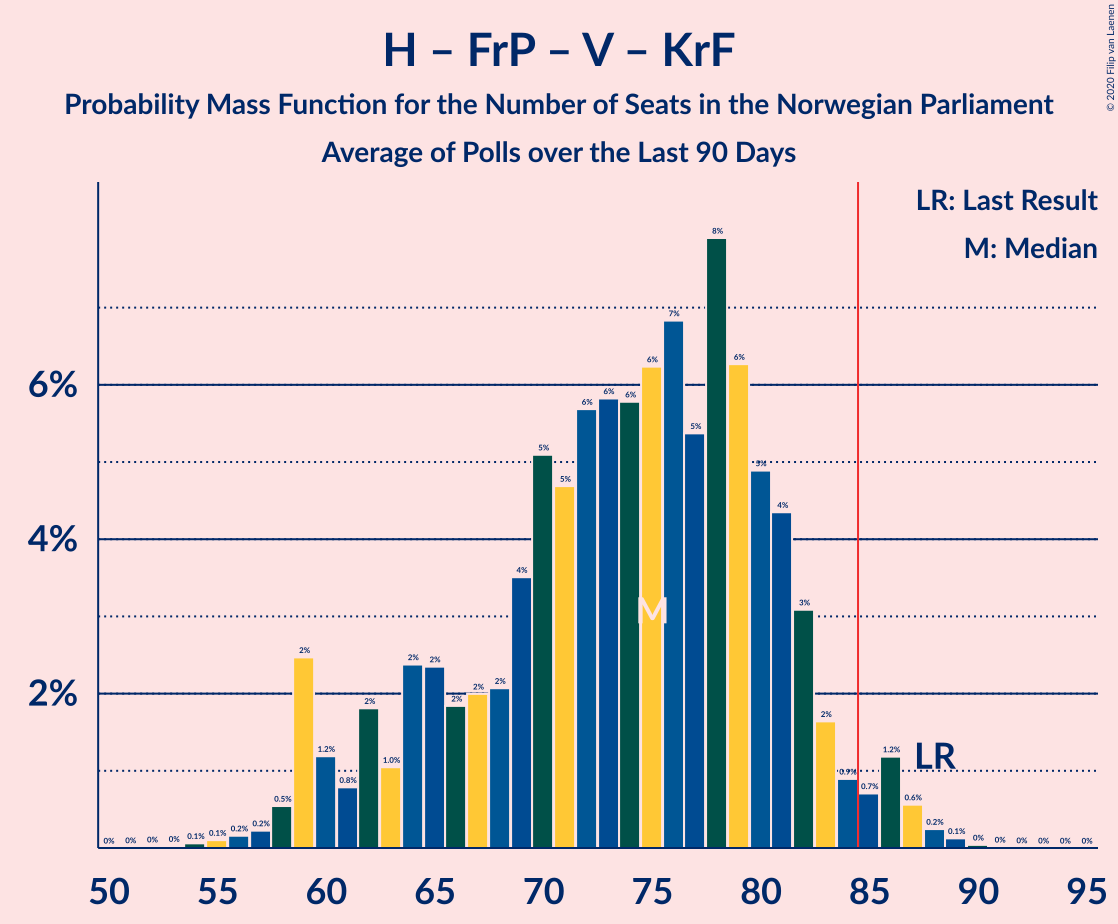 H – FrP – V – KrF
Probability Mass Function for the Number of Seats in the Norwegian Parliament
Average of Polls over the Last 90 Days
© 2020 Filip van Laenen
LR: Last Result
M: Median
6%
4%
2%
0% 0% 0% 0% 0.1% 0.1% 0.2% 0.2% 0.5% 2% 1.2% 0.8% 2% 1.0% 2% 2% 2% 2% 2% 4% 5% 5% 6% 6% 6% 6% 7% 5% 8% 6% 5% 4% 3% 2% 0.9% 0.7% 1.2% 0.6% 0.2% 0.1% 0% 0% 0% 0% 0% 0%
M
LR
50 55 60 65 70 75 80 85 90 95